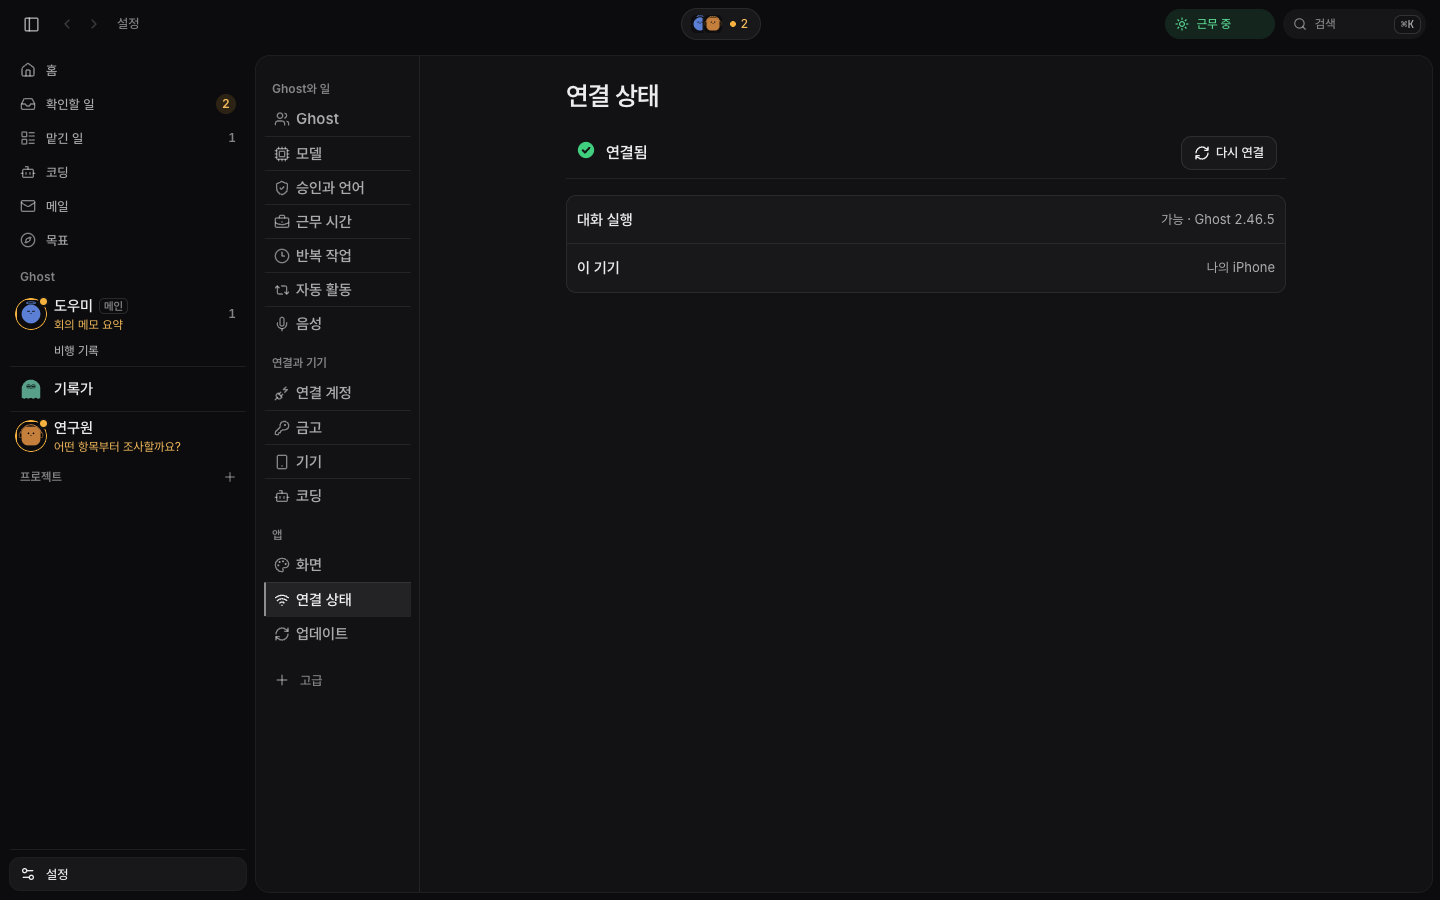 설정
2
근무 중
검색
⌘K
홈
확인할 일
2
맡긴 일
1
코딩
메일
목표
Ghost
도우미
메인
회의 메모 요약
1
비행 기록
기록가
연구원
어떤 항목부터 조사할까요?
프로젝트
설정
Ghost와 일
Ghost
모델
승인과 언어
근무 시간
반복 작업
자동 활동
음성
연결과 기기
연결 계정
금고
기기
코딩
앱
화면
연결 상태
업데이트
고급
연결 상태
연결됨
다시 연결
대화 실행
가능 · Ghost 2.46.5
이 기기
나의 iPhone